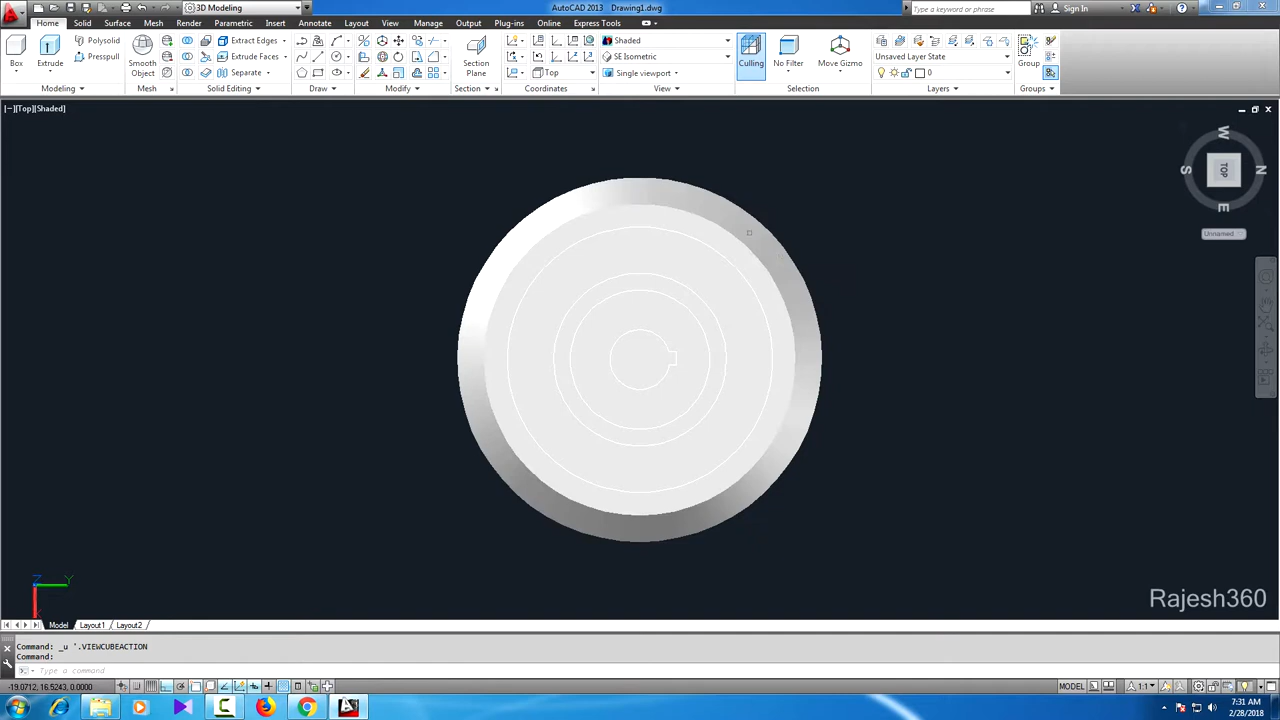 AutoCAD 2013 Drawing1.dwg
3D Modeling
Type a keyword or phrase
Sign In
Home Solid Surface Mesh Render Parametric Insert Annotate Layout View Manage Output Plug-ins Online Express Tools
Box
Extrude
Polysolid
Presspull
Smooth
Object
Extract Edges
Extrude Faces
Separate
Section
Plane
Top
Shaded
SE Isometric
Single viewport
Culling
No Filter
Move Gizmo
Unsaved Layer State
0
Group
Modeling
Mesh
Solid Editing
Draw
Modify
Section
Coordinates
View
Selection
Layers
Groups
[−][Top][Shaded]
W
S
TOP
N
E
Unnamed
Z
Y
X
Rajesh360
Model Layout1 Layout2
Command: _u '.VIEWCUBEACTION
Command:
Type a command
-19.0712, 16.5243, 0.0000
MODEL
1:1
7:31 AM
2/28/2018